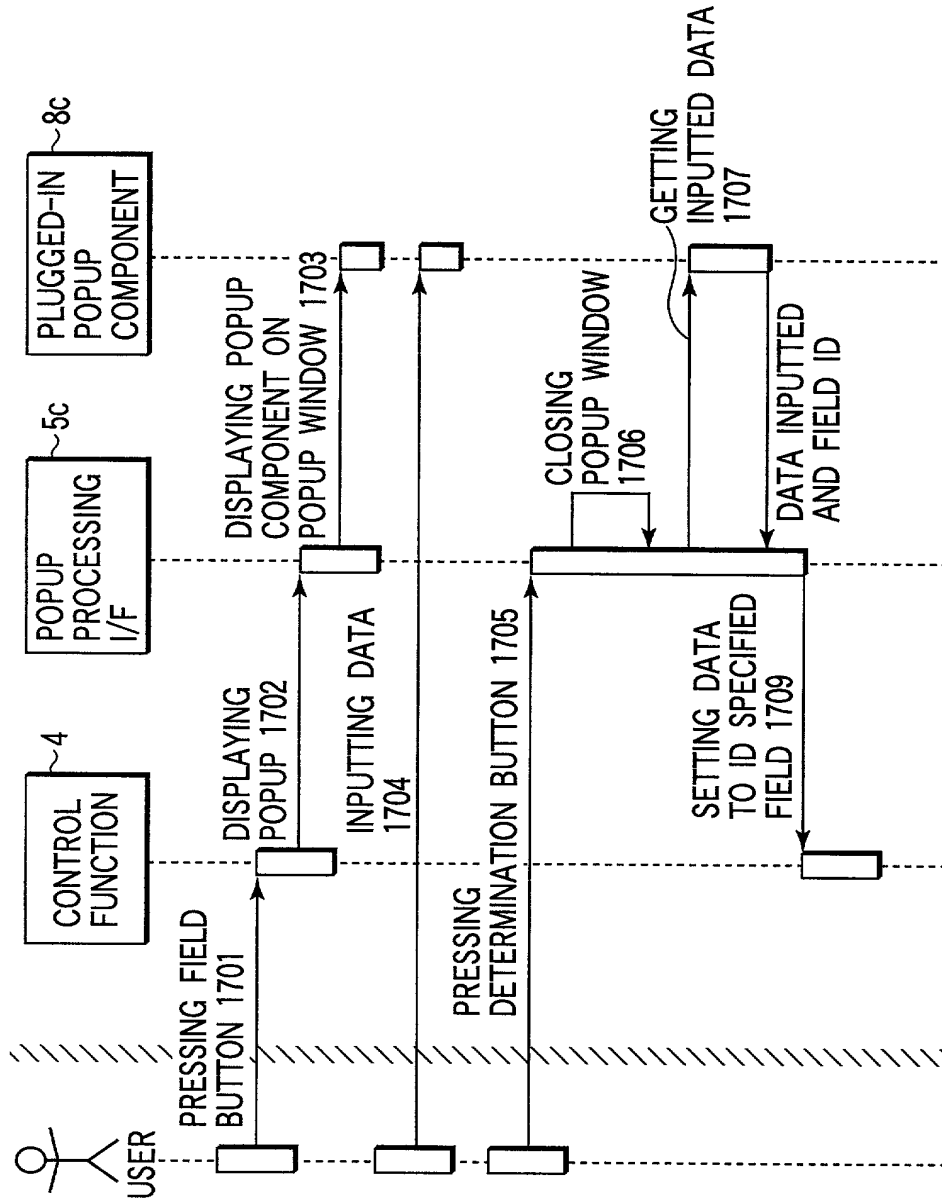 USER
CONTROL
FUNCTION
4
POPUP
PROCESSING
I/F
5c
PLUGGED-IN
POPUP
COMPONENT
8c
PRESSING FIELD
BUTTON 1701
DISPLAYING
POPUP 1702
DISPLAYING POPUP
COMPONENT ON
POPUP WINDOW 1703
INPUTTING DATA
1704
PRESSING
DETERMINATION BUTTON 1705
CLOSING
POPUP WINDOW
1706
GETTING
INPUTTED DATA
1707
DATA INPUTTED
AND FIELD ID
SETTING DATA
TO ID SPECIFIED
FIELD 1709